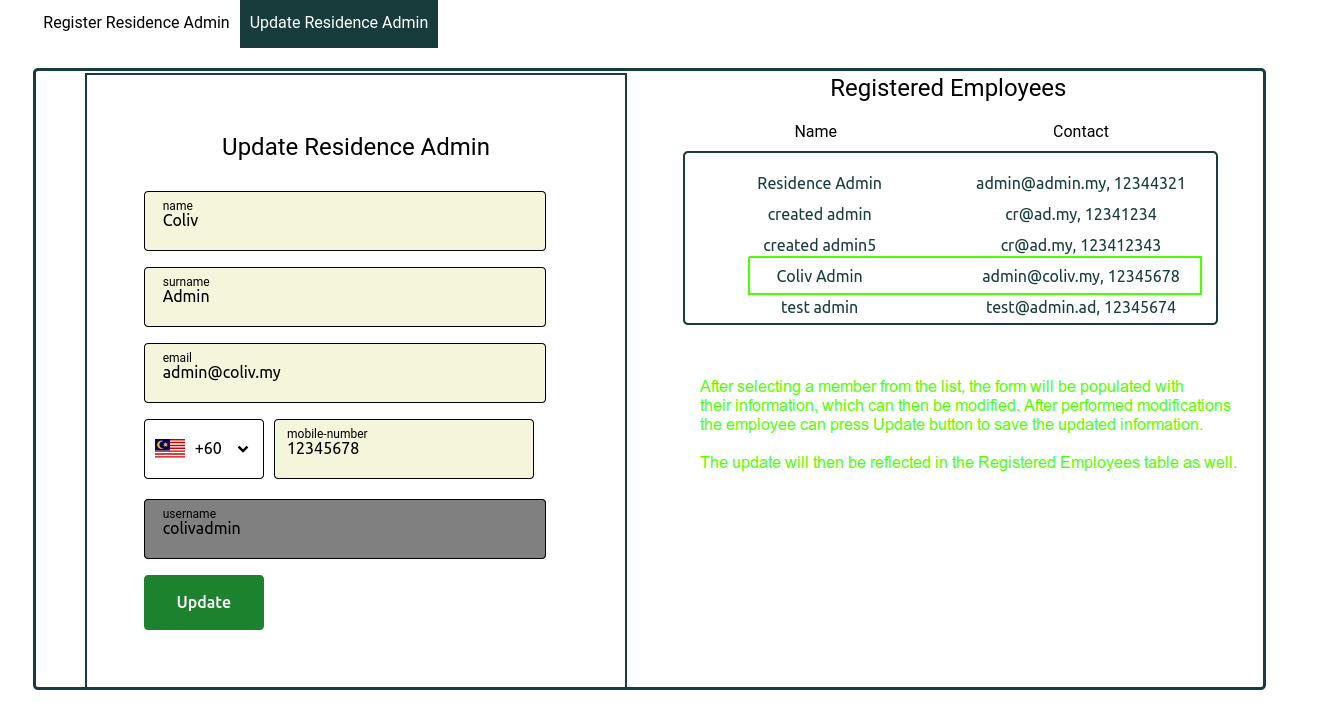 Register Residence Admin Update Residence Admin
Update Residence Admin
name
Coliv
surname
Admin
email
admin@coliv.my
+60
mobile-number
12345678
username
colivadmin
Update
Registered Employees
Name Contact
Residence Admin admin@admin.my, 12344321
created admin cr@ad.my, 12341234
created admin5 cr@ad.my, 123412343
Coliv Admin admin@coliv.my, 12345678
test admin test@admin.ad, 12345674
After selecting a member from the list, the form will be populated with
their information, which can then be modified. After performed modifications
the employee can press Update button to save the updated information.
The update will then be reflected in the Registered Employees table as well.